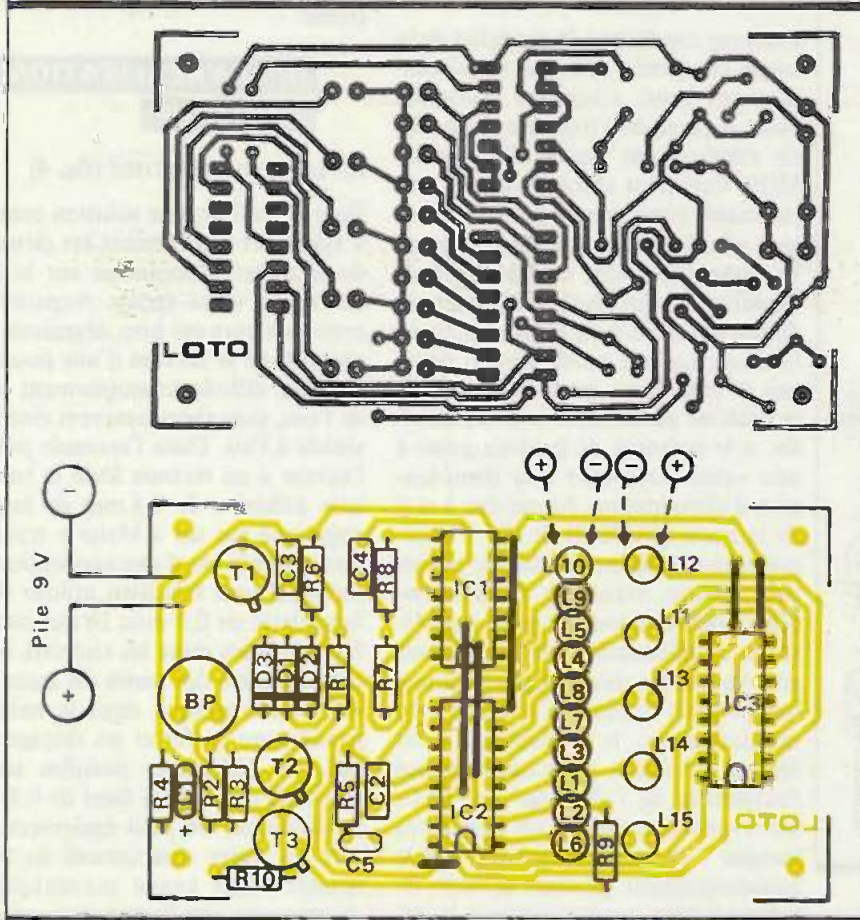 LOTO
+ − − +
Pile 9 V
−
+
T1
C3
R6
C4
R8
IC1
L10
L12
L9
L5
L11
L4
L8
L13
L7
L3
L14
L1
L2
L15
L6
R9
IC3
D3
D1
D2
R1
R7
BP
R4
C1
+
R2
R3
T2
R5
C2
IC2
T3
C5
R10
LOTO